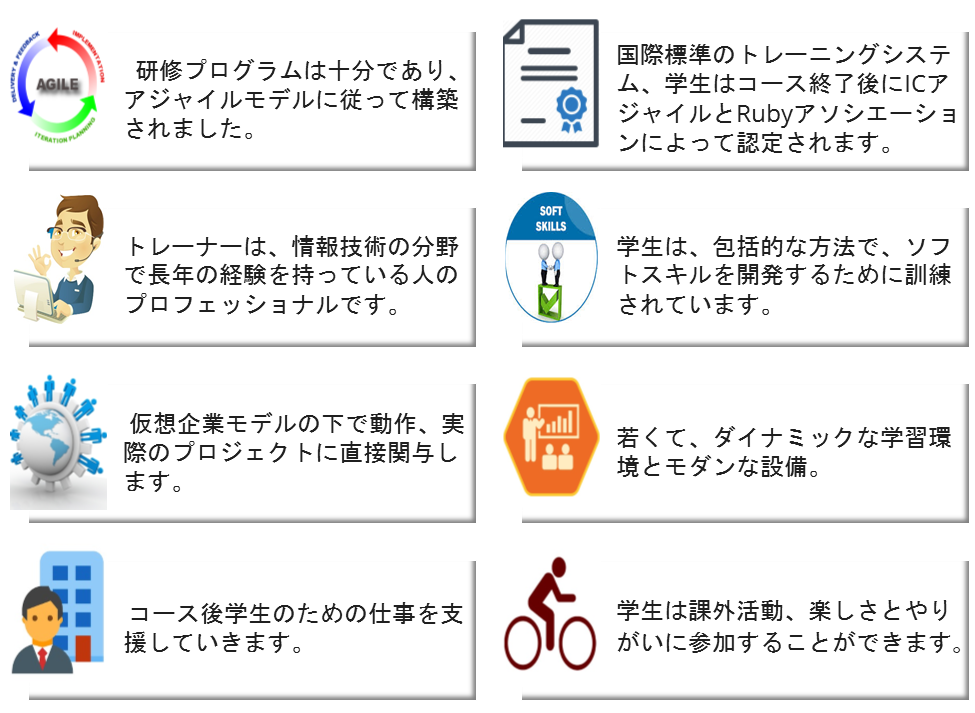 DELIVERY & FEEDBACK
IMPLEMENTATION
AGILE
ITERATION PLANNING
研修プログラムは十分であり、
アジャイルモデルに従って構築
されました。
国際標準のトレーニングシステ
ム、学生はコース終了後にICア
ジャイルとRubyアソシエーショ
ンによって認定されます。
トレーナーは、情報技術の分野
で長年の経験を持っている人の
プロフェッショナルです。
SOFT
SKILLS
学生は、包括的な方法で、ソフ
トスキルを開発するために訓練
されています。
仮想企業モデルの下で動作、実
際のプロジェクトに直接関与し
ます。
若くて、ダイナミックな学習環
境とモダンな設備。
コース後学生のための仕事を支
援していきます。
学生は課外活動、楽しさとやり
がいに参加することができます。